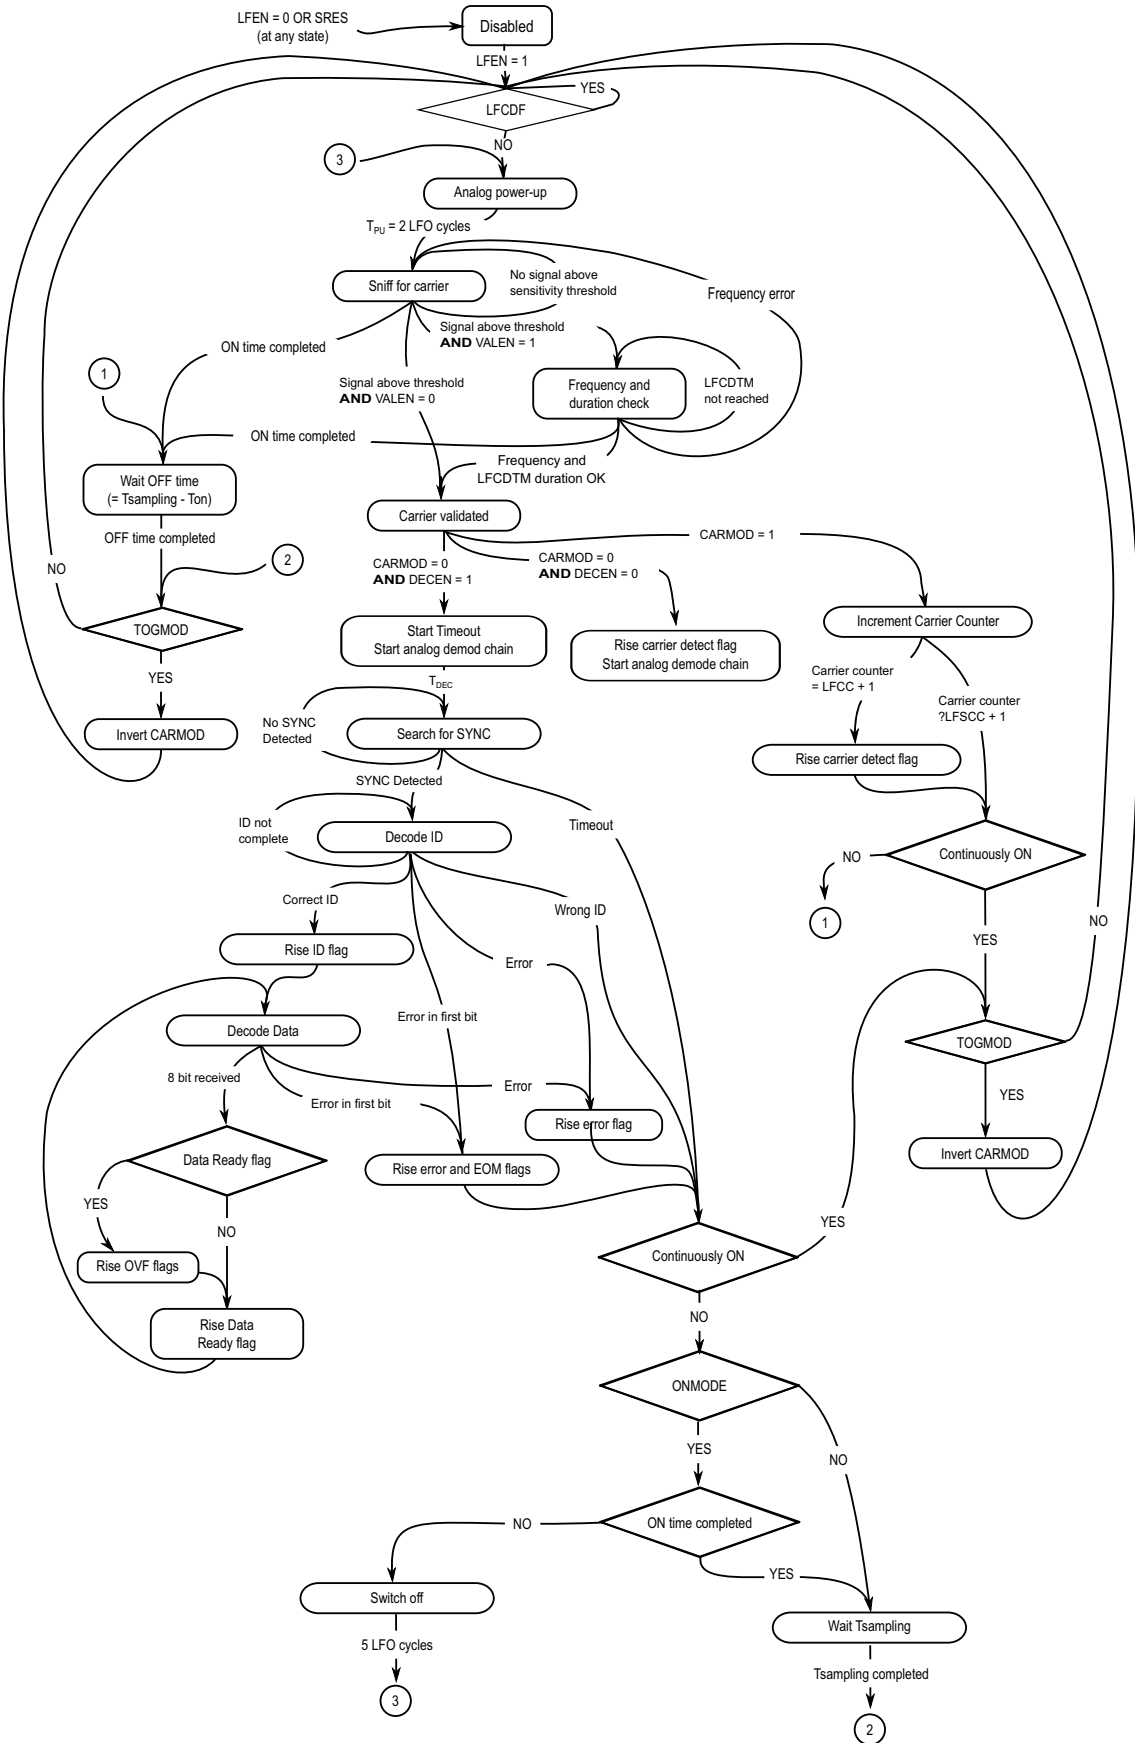 LFEN = 0 OR SRES
(at any state)
Disabled
LFEN = 1
YES
LFCDF
NO
3
Analog power-up
TPU = 2 LFO cycles
Sniff for carrier
No signal above
sensitivity threshold
Frequency error
Signal above threshold
AND VALEN = 1
ON time completed
1
Signal above threshold
AND VALEN = 0
Frequency and
duration check
LFCDTM
not reached
ON time completed
Frequency and
LFCDTM duration OK
Wait OFF time
(= Tsampling - Ton)
Carrier validated
OFF time completed
CARMOD = 1
2
CARMOD = 0
AND DECEN = 1
CARMOD = 0
AND DECEN = 0
NO
TOGMOD
Start Timeout
Start analog demod chain
Rise carrier detect flag
Start analog demode chain
Increment Carrier Counter
YES
TDEC
Carrier counter
= LFCC + 1
Carrier counter
?LFSCC + 1
Invert CARMOD
No SYNC
Detected
Search for SYNC
Rise carrier detect flag
SYNC Detected
ID not
complete
Decode ID
Timeout
Continuously ON
NO
1
Correct ID
Wrong ID
NO
Rise ID flag
YES
Error
Decode Data
Error in first bit
TOGMOD
8 bit received
Error in first bit
Error
YES
Rise error flag
Data Ready flag
Rise error and EOM flags
Invert CARMOD
YES
NO
YES
Rise OVF flags
Continuously ON
Rise Data
Ready flag
NO
ONMODE
YES
NO
NO
ON time completed
YES
Switch off
Wait Tsampling
5 LFO cycles
Tsampling completed
3
2